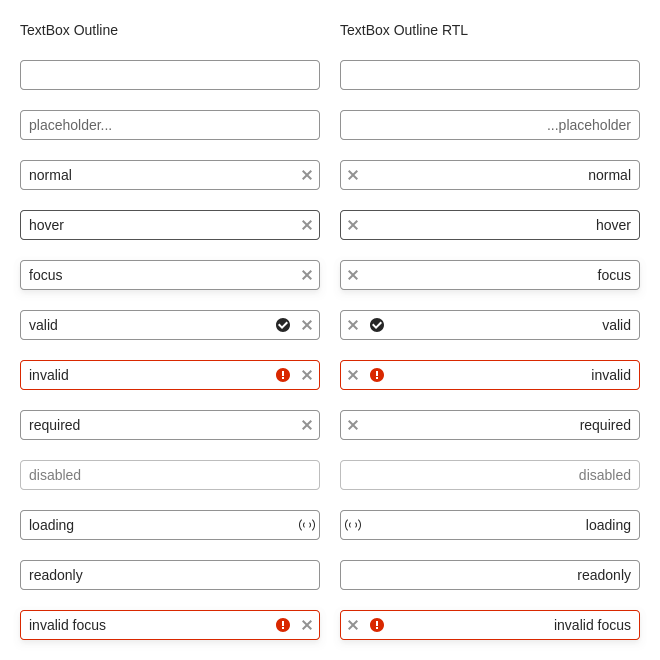 TextBox Outline
TextBox Outline RTL
placeholder...
...placeholder
normal
normal
hover
hover
focus
focus
valid
valid
invalid
invalid
required
required
disabled
disabled
loading
loading
readonly
readonly
invalid focus
invalid focus